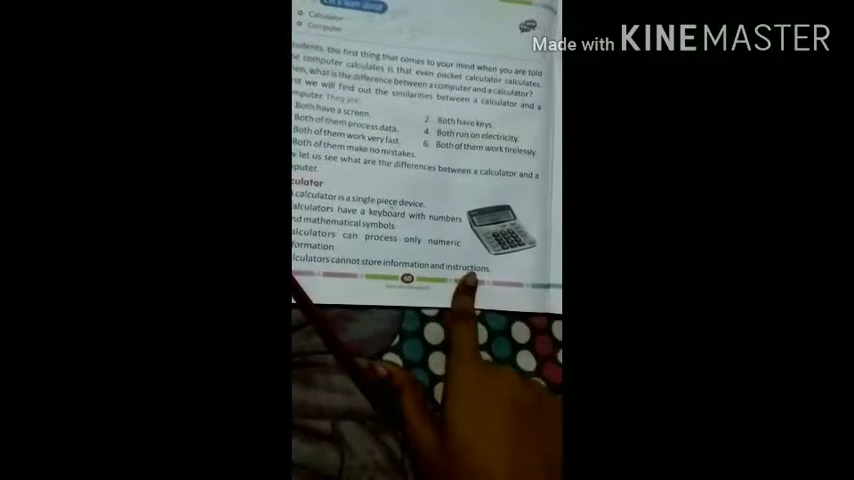 Let's learn about
Calculator
Computer
Made with KINEMASTER
tudents, the first thing that comes to your mind when you are told
e computer calculates is that even pocket calculator calculates.
en, what is the difference between a computer and a calculator?
st we will find out the similarities between a calculator and a
mputer. They are:
Both have a screen.
2. Both have keys.
Both of them process data.
4. Both run on electricity.
Both of them work very fast.
6. Both of them work tirelessly.
Both of them make no mistakes.
w let us see what are the differences between a calculator and a
puter.
culator
calculator is a single piece device.
alculators have a keyboard with numbers
nd mathematical symbols.
alculators can process only numeric
formation.
lculators cannot store information and instructions.
60